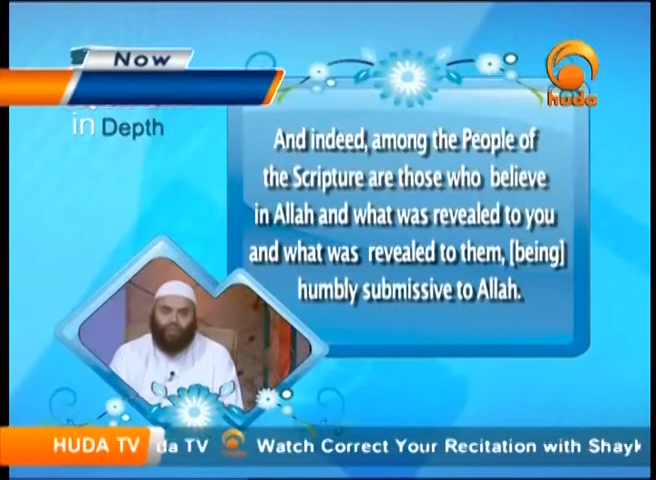 Now
huda
in Depth
And indeed, among the People of
the Scripture are those who believe
in Allah and what was revealed to you
and what was revealed to them, [being]
humbly submissive to Allah.
HUDA TV
da TV Watch Correct Your Recitation with Shayk